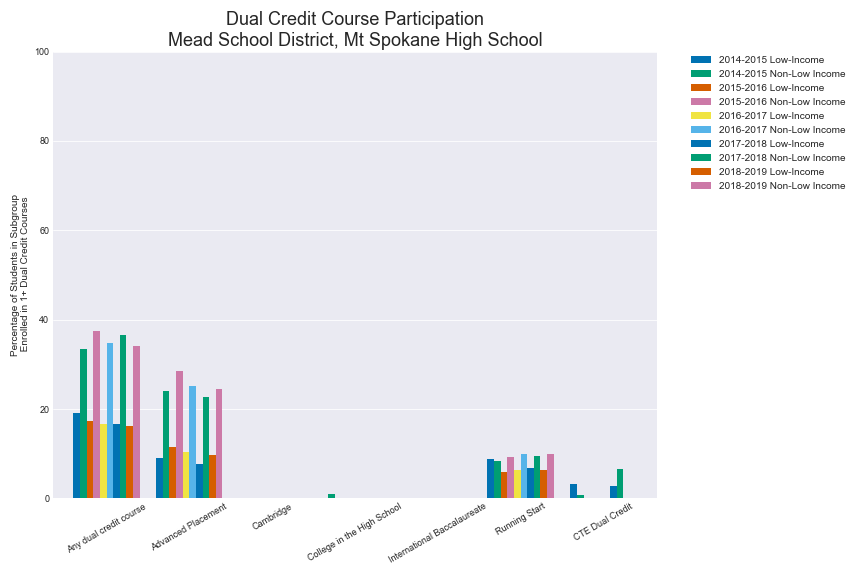 Dual Credit Course Participation
Mead School District, Mt Spokane High School
Percentage of Students in Subgroup
Enrolled in 1+ Dual Credit Courses
100
80
60
40
20
0
Any dual credit course
Advanced Placement
Cambridge
College in the High School
International Baccalaureate
Running Start
CTE Dual Credit
2014-2015 Low-Income
2014-2015 Non-Low Income
2015-2016 Low-Income
2015-2016 Non-Low Income
2016-2017 Low-Income
2016-2017 Non-Low Income
2017-2018 Low-Income
2017-2018 Non-Low Income
2018-2019 Low-Income
2018-2019 Non-Low Income